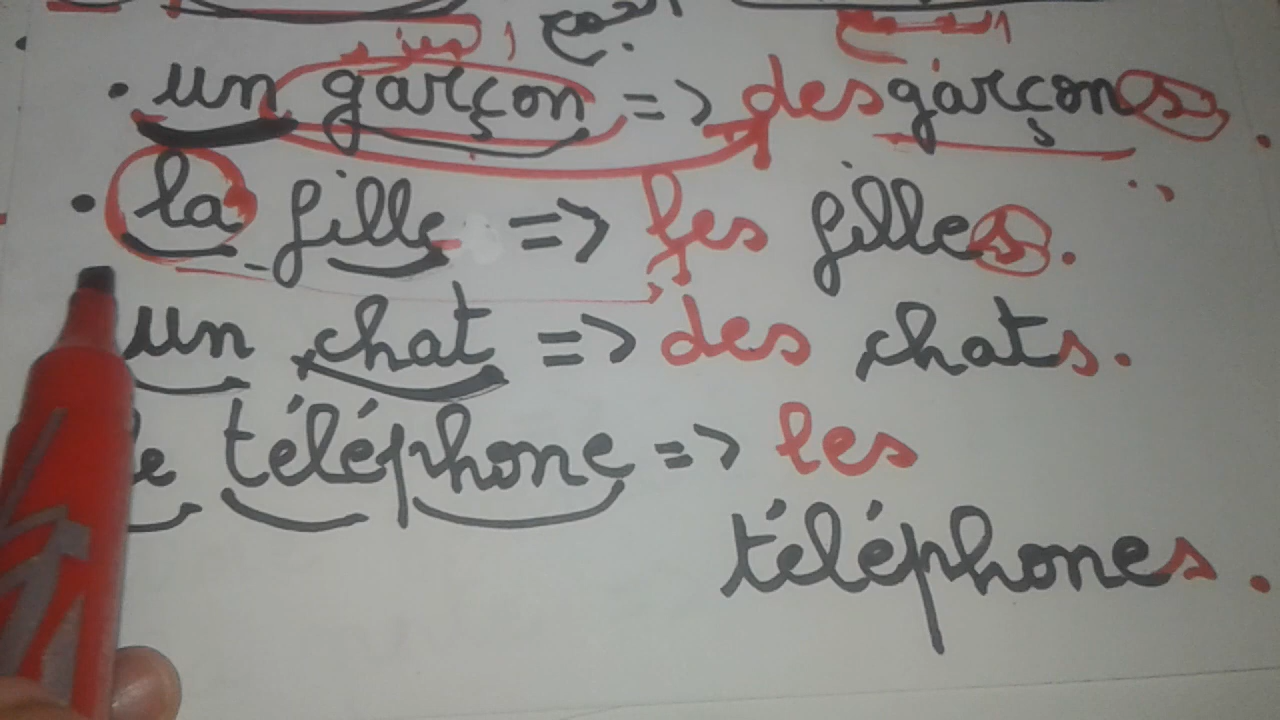 . un garçon => des garçons.
. la fille => les filles.
un chat => des chats.
le téléphone => les
téléphones.